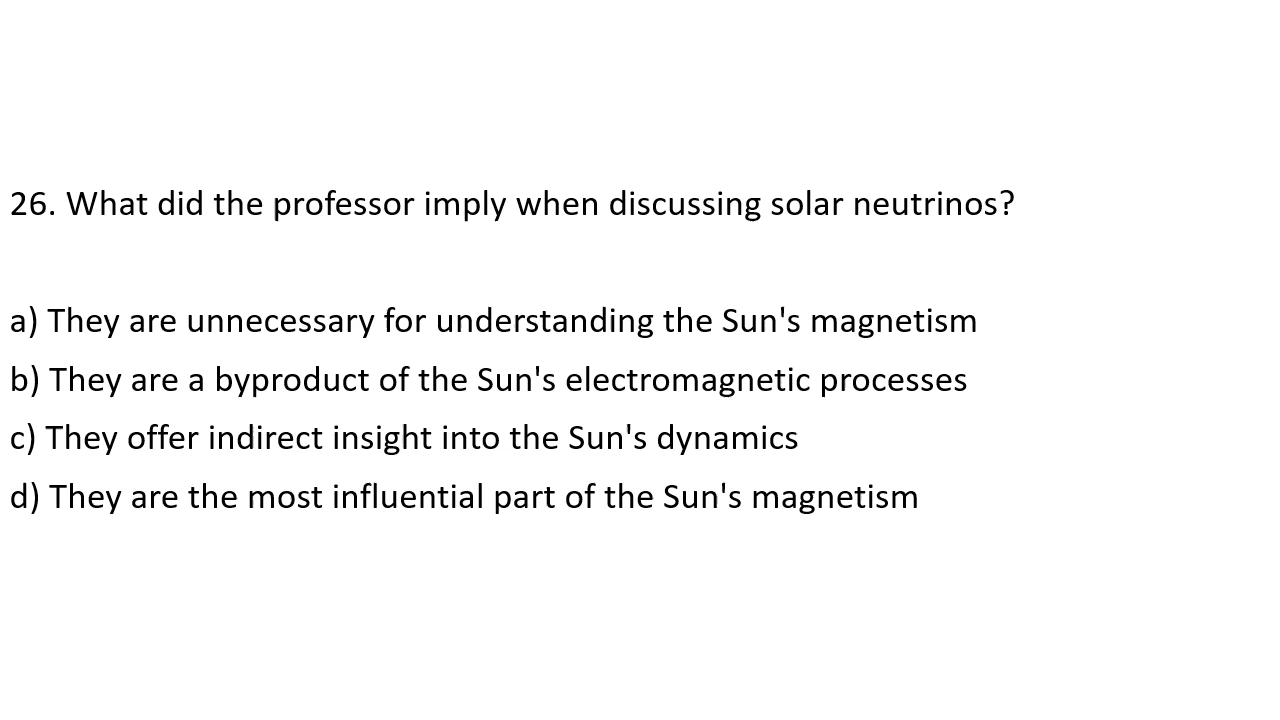 26. What did the professor imply when discussing solar neutrinos?
a) They are unnecessary for understanding the Sun's magnetism
b) They are a byproduct of the Sun's electromagnetic processes
c) They offer indirect insight into the Sun's dynamics
d) They are the most influential part of the Sun's magnetism